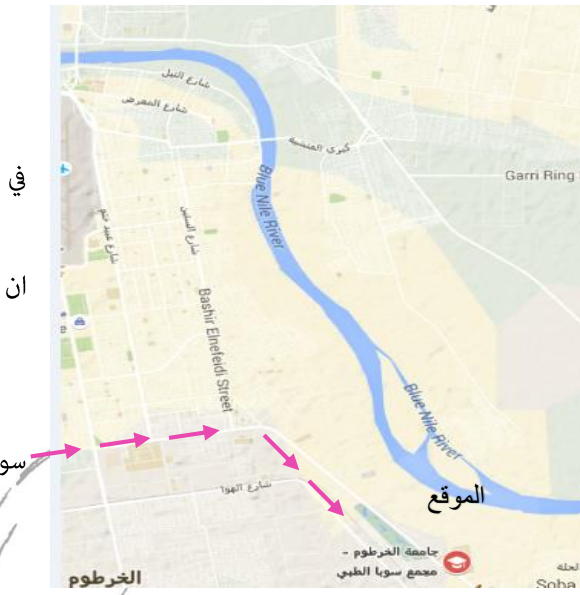 شارع النيل
شارع المعرض
كبري المنشية
في
Garri Ring
Blue Nile River
شارع عبيد ختم
شارع الستين
ان
Bashir Elnefeidi Street
Blue Nile River
سو
شارع الهوا
الموقع
جامعة الخرطوم -
مجمع سوبا الطبي
الخرطوم
الحله
Soba